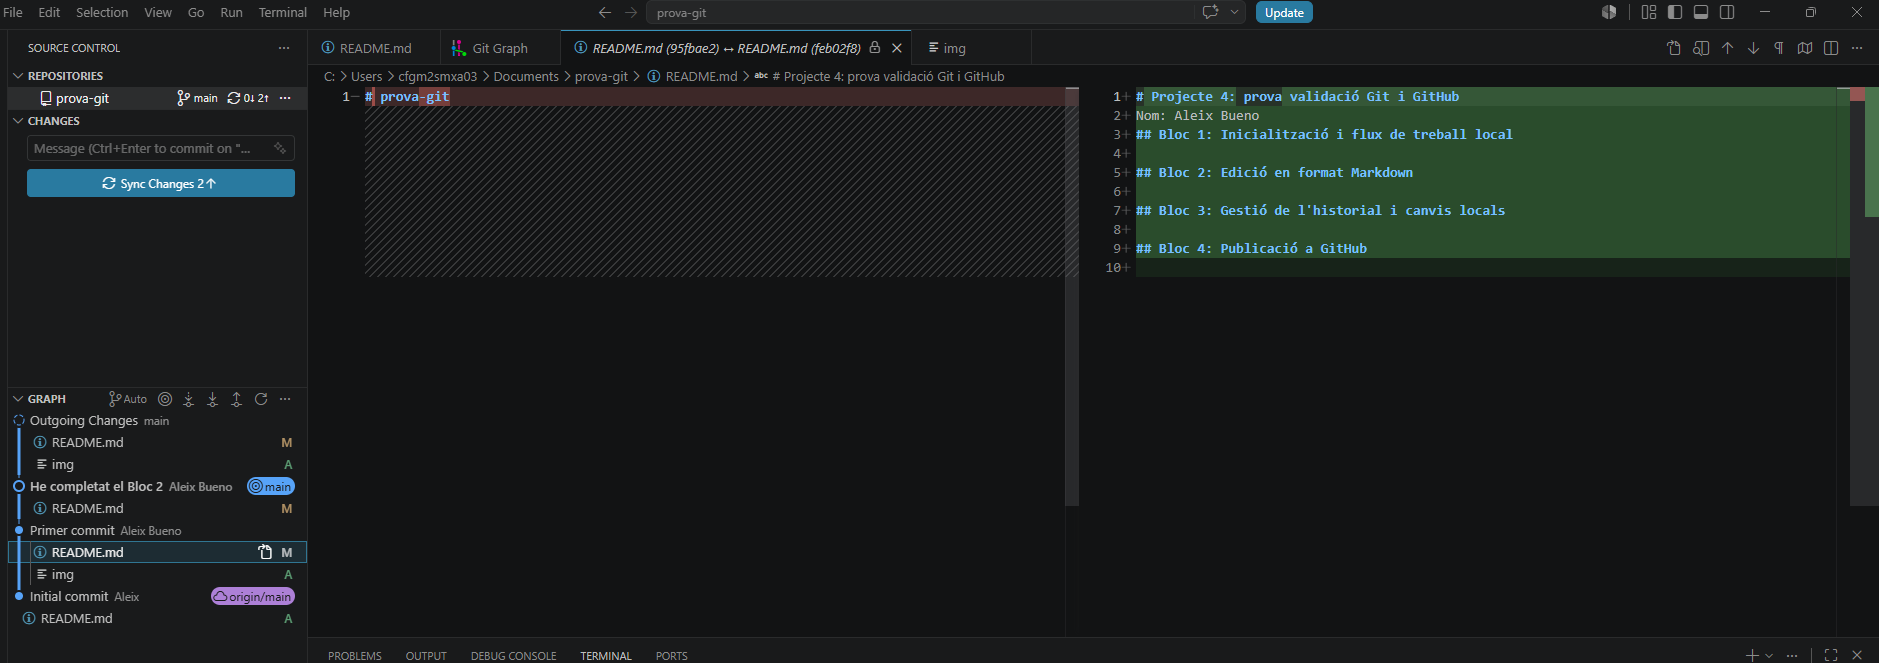 File Edit Selection View Go Run Terminal Help
prova-git
Update
SOURCE CONTROL
REPOSITORIES
prova-git main 0↓ 2↑
CHANGES
Message (Ctrl+Enter to commit on "...
Sync Changes 2↑
GRAPH Auto
Outgoing Changes main
README.md M
img A
He completat el Bloc 2 Aleix Bueno main
README.md M
Primer commit Aleix Bueno
README.md M
img A
Initial commit Aleix origin/main
README.md A
README.md Git Graph README.md (95fbae2) ↔ README.md (feb02f8) img
C: > Users > cfgm2smxa03 > Documents > prova-git > README.md > abc # Projecte 4: prova validació Git i GitHub
1− # prova-git
1+ # Projecte 4: prova validació Git i GitHub
2+ Nom: Aleix Bueno
3+ ## Bloc 1: Inicialització i flux de treball local
4+
5+ ## Bloc 2: Edició en format Markdown
6+
7+ ## Bloc 3: Gestió de l'historial i canvis locals
8+
9+ ## Bloc 4: Publicació a GitHub
10+
PROBLEMS OUTPUT DEBUG CONSOLE TERMINAL PORTS